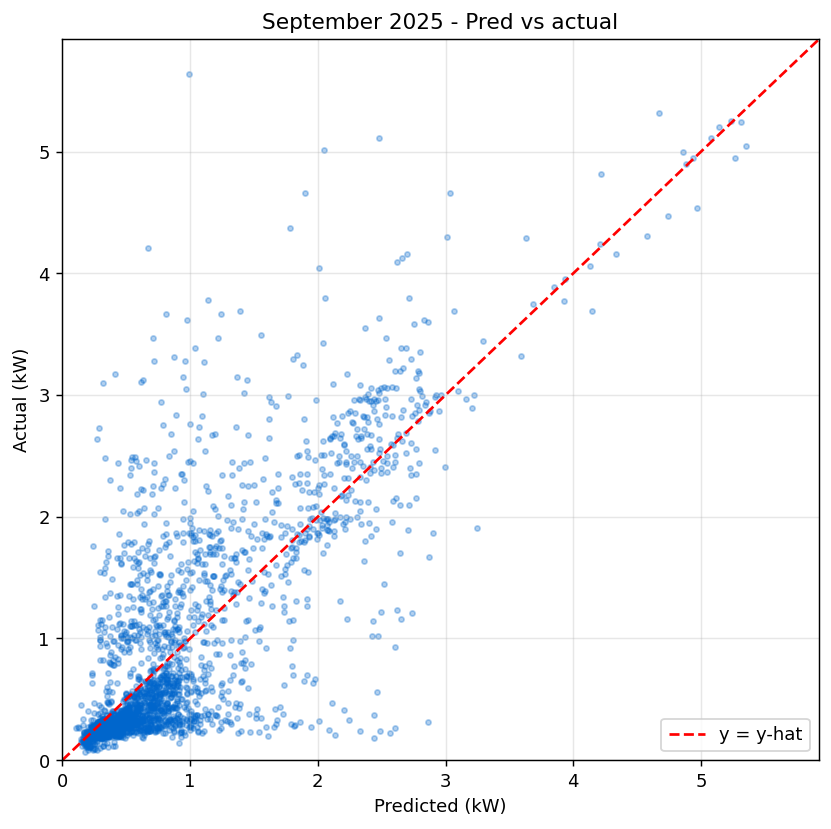 September 2025 - Pred vs actual
Actual (kW)
5
4
3
2
1
0
0 1 2 3 4 5
Predicted (kW)
y = y-hat